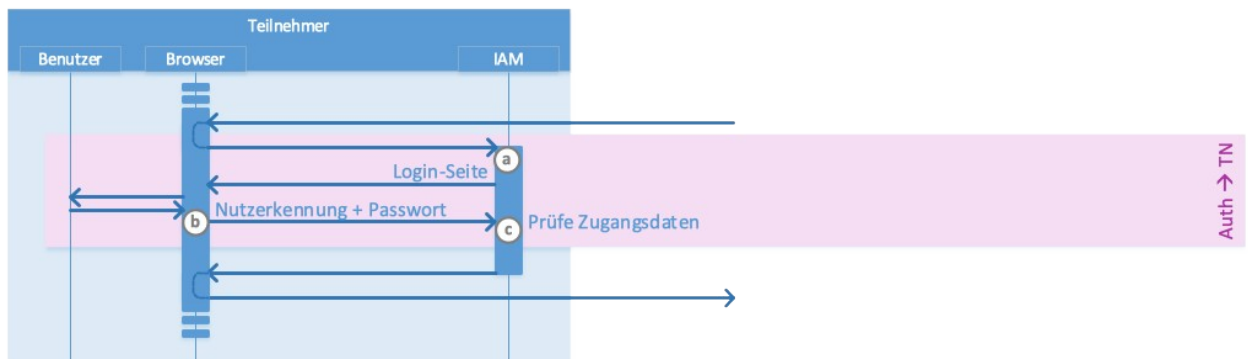 Teilnehmer
Benutzer
Browser
IAM
a
Login-Seite
b
Nutzerkennung + Passwort
c
Prüfe Zugangsdaten
Auth → TN